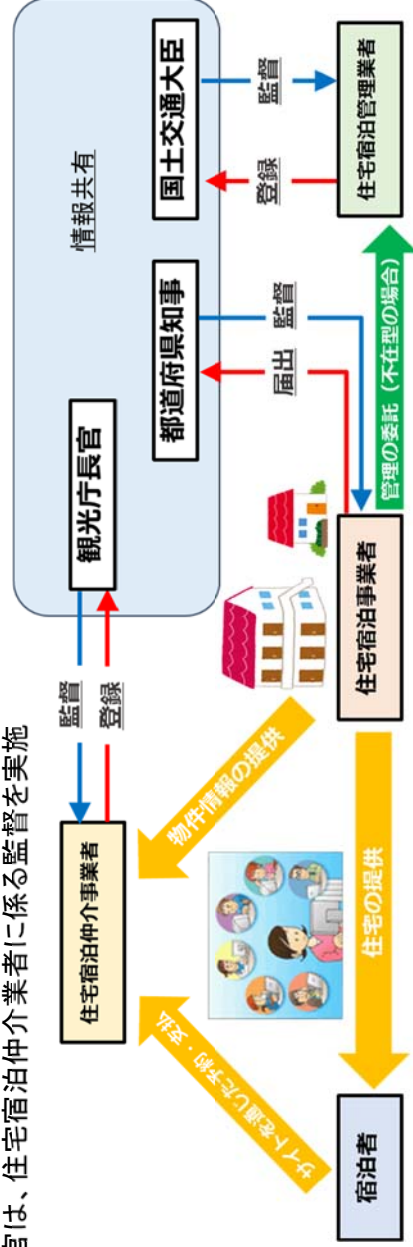 官は、住宅宿泊仲介業者に係る監督を実施
情報共有
観光庁長官
都道府県知事
国土交通大臣
監督
登録
届出
監督
登録
監督
住宅宿泊仲介事業者
物件情報の提供
サイトを通じた予約・支払
宿泊者
住宅の提供
住宅宿泊事業者
管理の委託（不在型の場合）
住宅宿泊管理業者